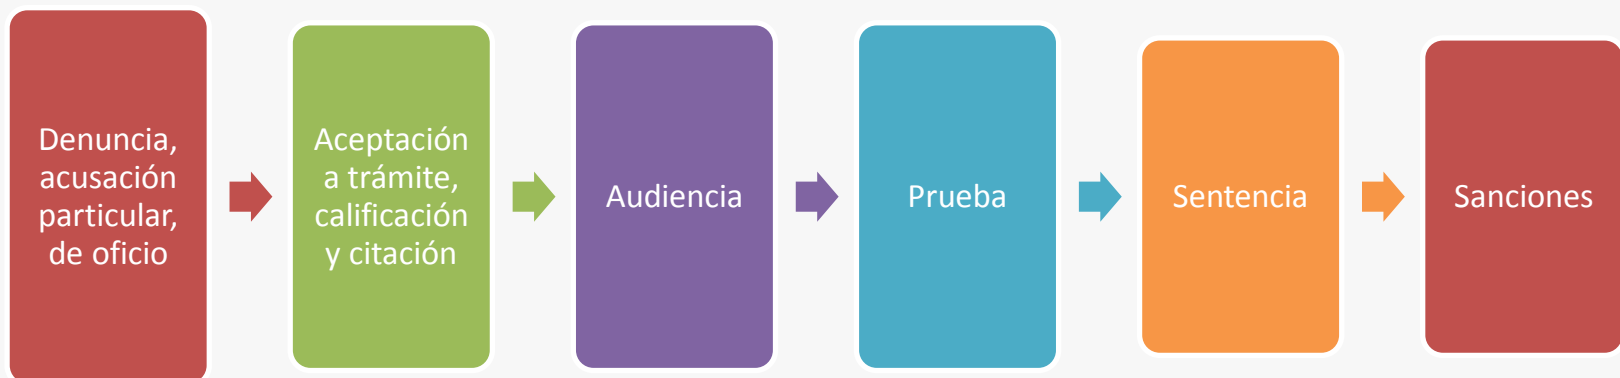 Denuncia,
acusación
particular,
de oficio
Aceptación
a trámite,
calificación
y citación
Audiencia
Prueba
Sentencia
Sanciones